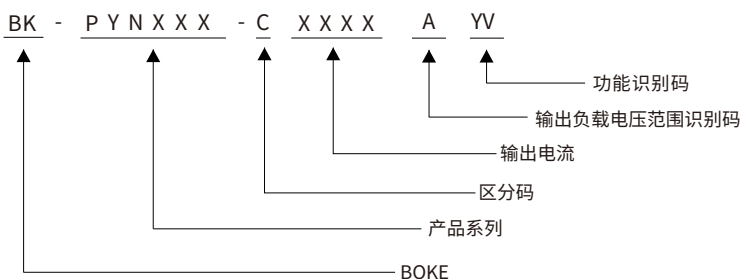 BK - PYNXXX - C XXXX A YV
功能识别码
输出负载电压范围识别码
输出电流
区分码
产品系列
BOKE